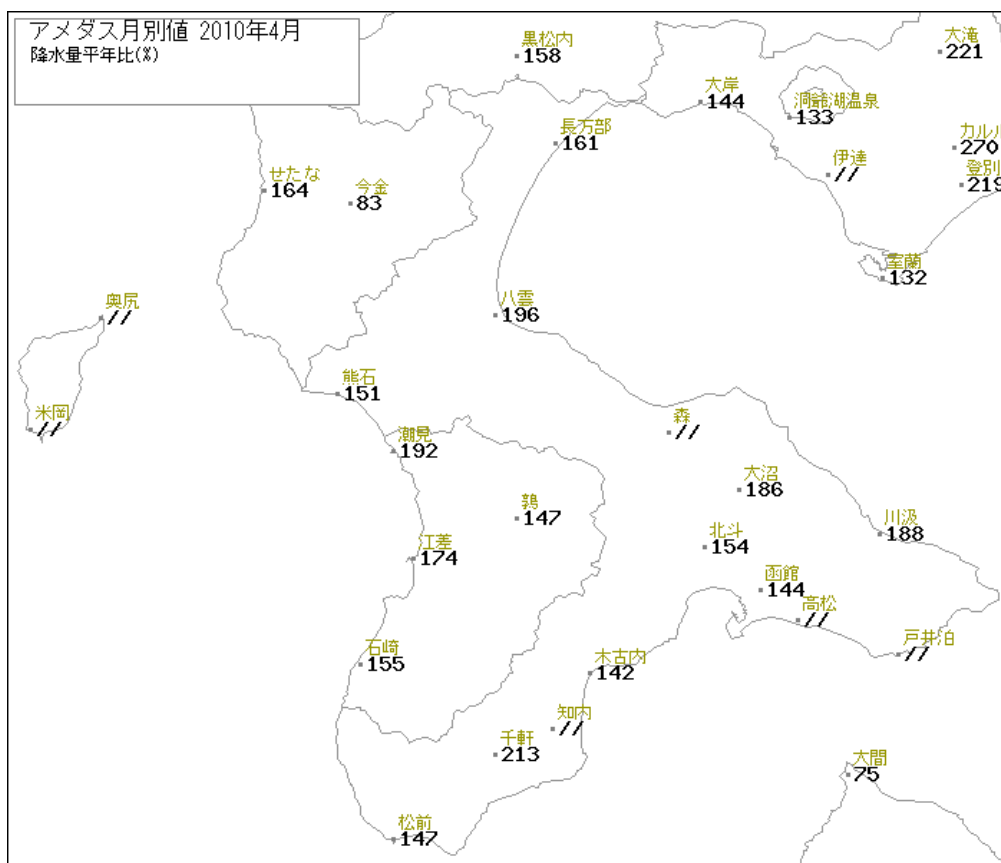 アメダス月別値 2010年4月
降水量平年比(%)
黒松内
158
大滝
221
大岸
144
洞爺湖温泉
133
長万部
161
カルル
270
伊達
//
登別
219
せたな
164
今金
83
室蘭
132
奥尻
//
八雲
196
熊石
151
米岡
//
森
//
潮見
192
大沼
186
鶉
147
川汲
188
北斗
154
江差
174
函館
144
高松
//
戸井泊
//
石崎
155
木古内
142
知内
//
千軒
213
大間
75
松前
147